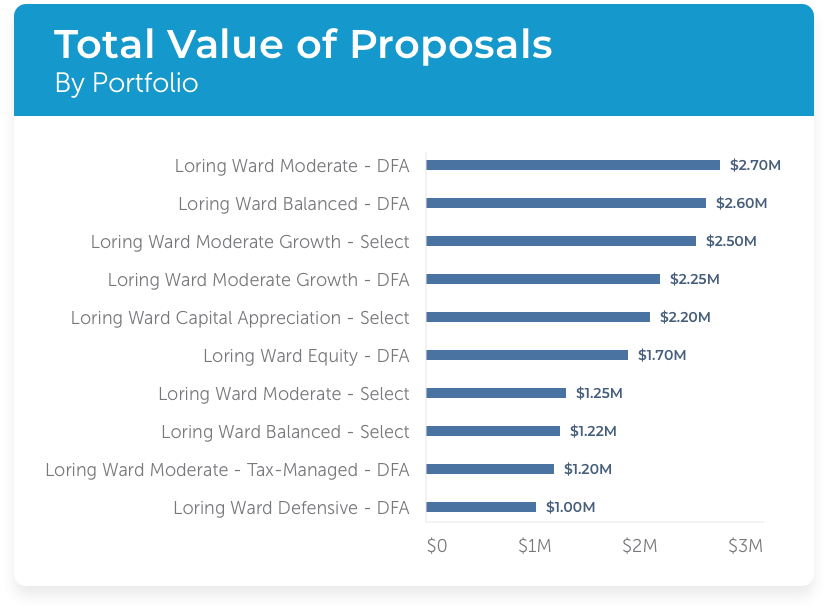 Total Value of Proposals
By Portfolio
Loring Ward Moderate - DFA $2.70M
Loring Ward Balanced - DFA $2.60M
Loring Ward Moderate Growth - Select $2.50M
Loring Ward Moderate Growth - DFA $2.25M
Loring Ward Capital Appreciation - Select $2.20M
Loring Ward Equity - DFA $1.70M
Loring Ward Moderate - Select $1.25M
Loring Ward Balanced - Select $1.22M
Loring Ward Moderate - Tax-Managed - DFA $1.20M
Loring Ward Defensive - DFA $1.00M
$0 $1M $2M $3M